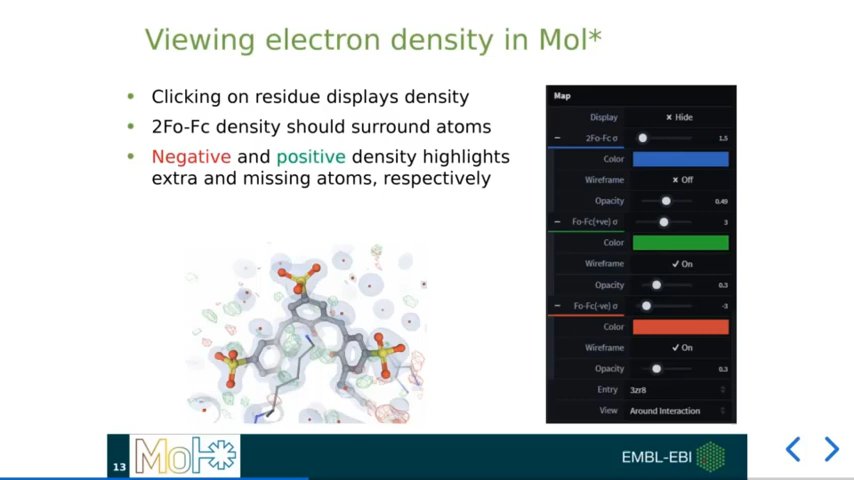 Viewing electron density in Mol*
Clicking on residue displays density
2Fo-Fc density should surround atoms
Negative and positive density highlights
extra and missing atoms, respectively
Map
Display × Hide
2Fo-Fc σ 1.5
Color
Wireframe × Off
Opacity 0.49
Fo-Fc(+ve) σ 3
Color
Wireframe ✓ On
Opacity 0.3
Fo-Fc(-ve) σ -3
Color
Wireframe ✓ On
Opacity 0.3
Entry 3zr8
View Around Interaction
13
Mol*
EMBL-EBI